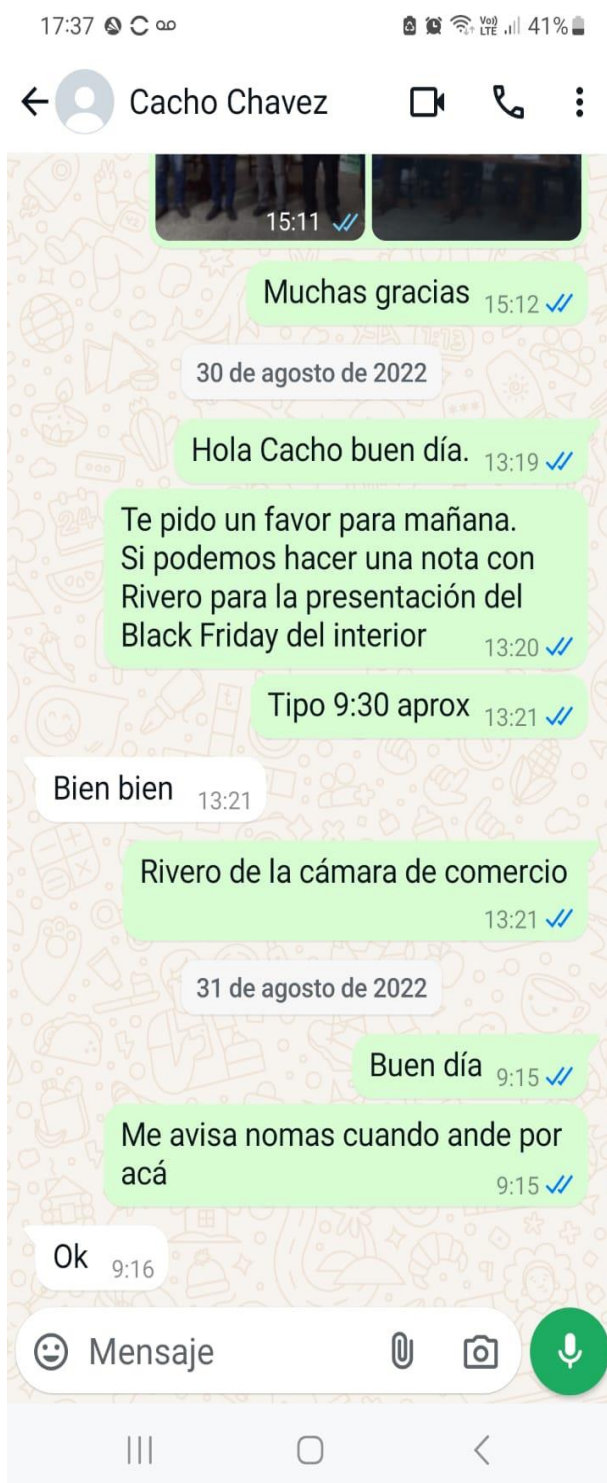 17:37
Vo))
LTE
41%
Cacho Chavez
15:11
Muchas gracias 15:12
30 de agosto de 2022
Hola Cacho buen día. 13:19
Te pido un favor para mañana.
Si podemos hacer una nota con
Rivero para la presentación del
Black Friday del interior 13:20
Tipo 9:30 aprox 13:21
Bien bien 13:21
Rivero de la cámara de comercio
13:21
31 de agosto de 2022
Buen día 9:15
Me avisa nomas cuando ande por
acá 9:15
Ok 9:16
Mensaje